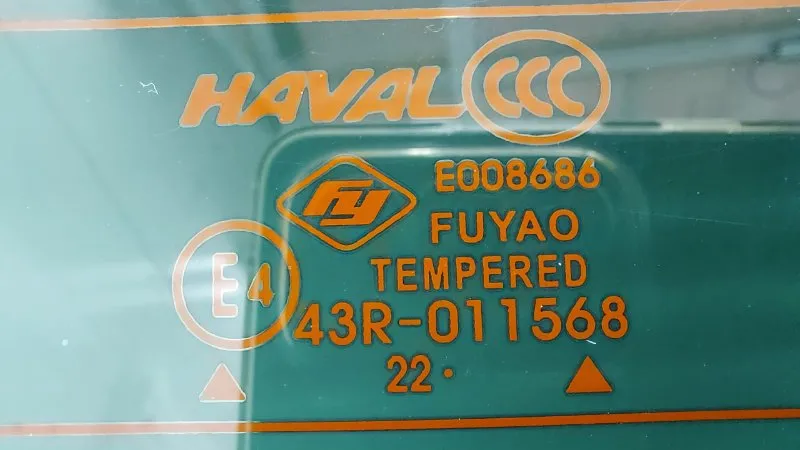 HAVAL CCC
E008686
FY
FUYAO
TEMPERED
E4
43R-011568
22·